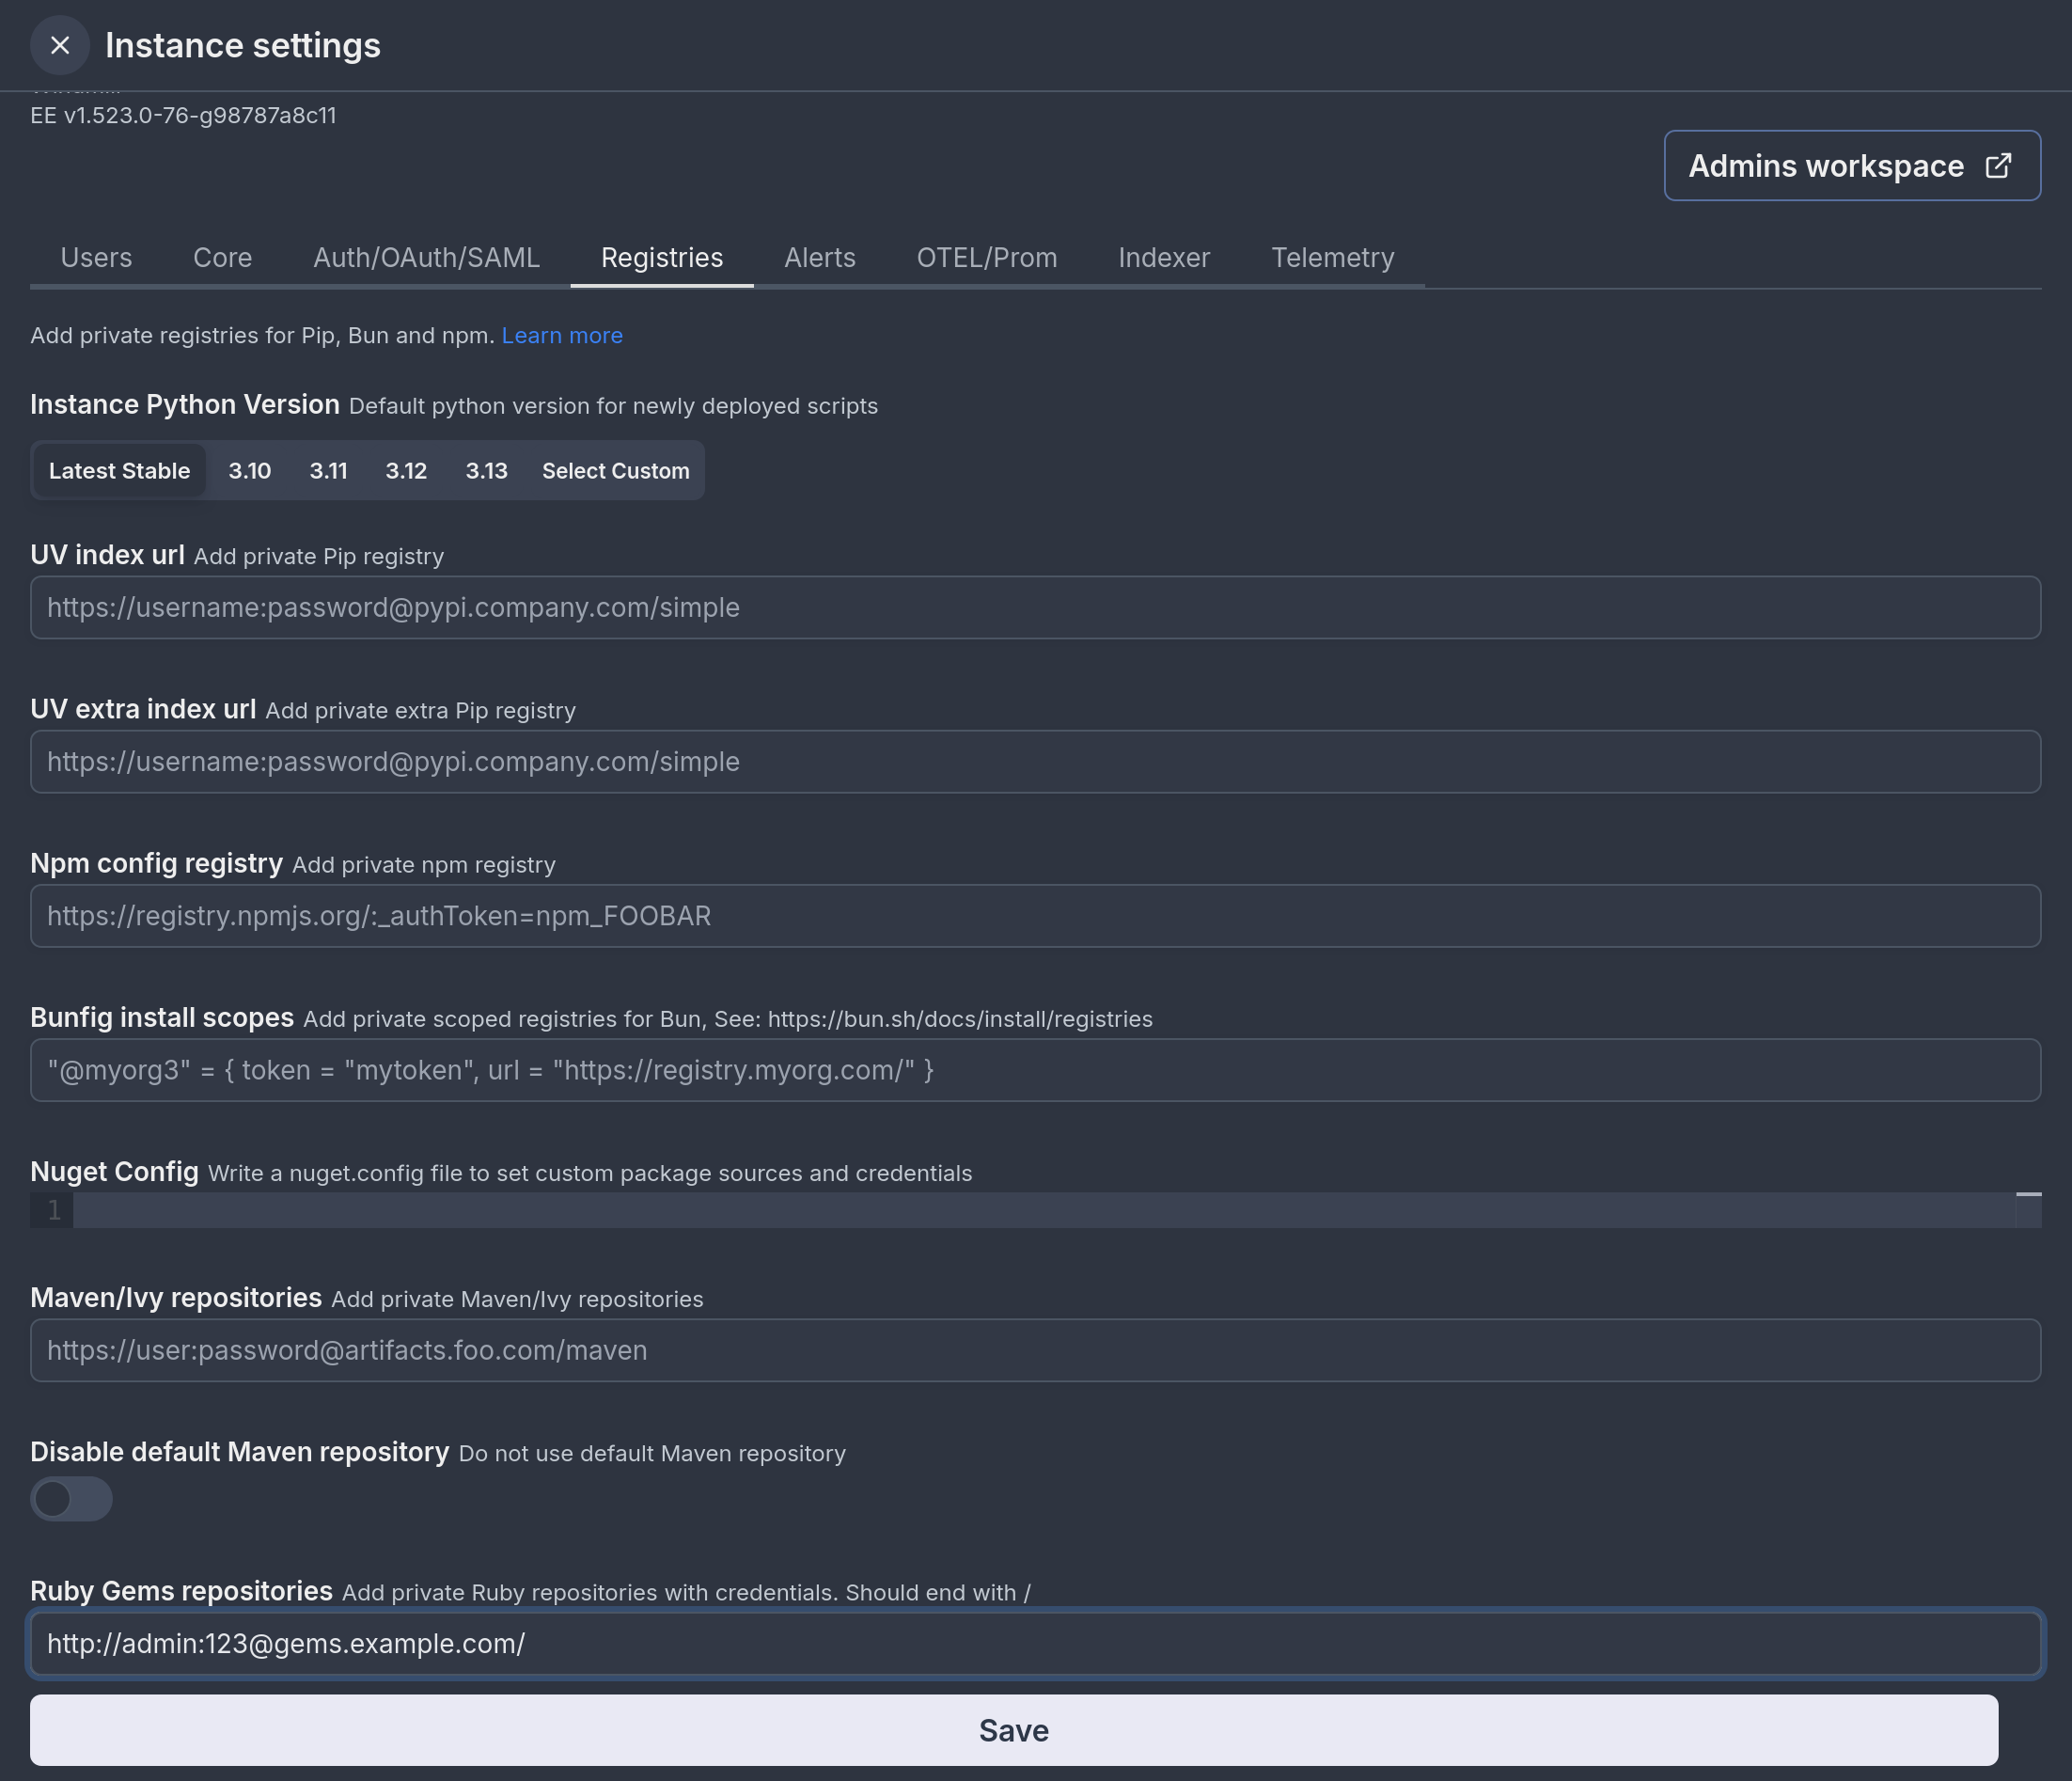 Instance settings
EE v1.523.0-76-g98787a8c11
Admins workspace
Users Core Auth/OAuth/SAML Registries Alerts OTEL/Prom Indexer Telemetry
Add private registries for Pip, Bun and npm. Learn more
Instance Python Version Default python version for newly deployed scripts
Latest Stable 3.10 3.11 3.12 3.13 Select Custom
UV index url Add private Pip registry
https://username:password@pypi.company.com/simple
UV extra index url Add private extra Pip registry
https://username:password@pypi.company.com/simple
Npm config registry Add private npm registry
https://registry.npmjs.org/:_authToken=npm_FOOBAR
Bunfig install scopes Add private scoped registries for Bun, See: https://bun.sh/docs/install/registries
"@myorg3" = { token = "mytoken", url = "https://registry.myorg.com/" }
Nuget Config Write a nuget.config file to set custom package sources and credentials
1
Maven/Ivy repositories Add private Maven/Ivy repositories
https://user:password@artifacts.foo.com/maven
Disable default Maven repository Do not use default Maven repository
Ruby Gems repositories Add private Ruby repositories with credentials. Should end with /
http://admin:123@gems.example.com/
Save